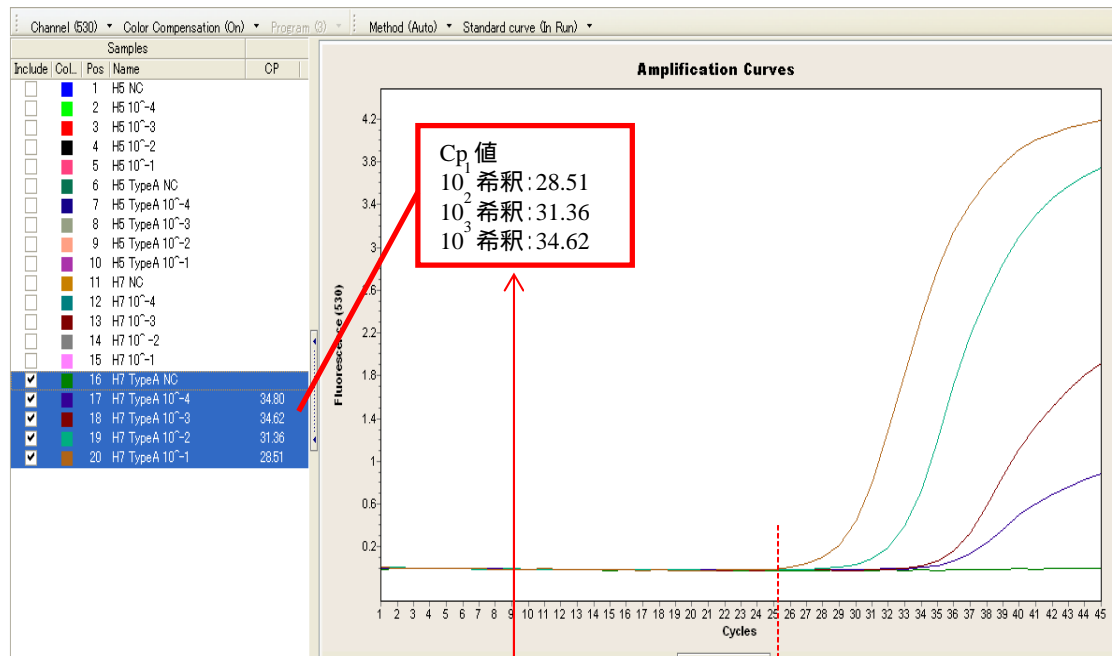 Channel (530) Color Compensation (On) Program (3) Method (Auto) Standard curve (In Run)
Samples
Include Col... Pos Name CP
1 H5 NC
2 H5 10^-4
3 H5 10^-3
4 H5 10^-2
5 H5 10^-1
6 H5 TypeA NC
7 H5 TypeA 10^-4
8 H5 TypeA 10^-3
9 H5 TypeA 10^-2
10 H5 TypeA 10^-1
11 H7 NC
12 H7 10^-4
13 H7 10^-3
14 H7 10^ -2
15 H7 10^-1
16 H7 TypeA NC
17 H7 TypeA 10^-4 34.80
18 H7 TypeA 10^-3 34.62
19 H7 TypeA 10^-2 31.36
20 H7 TypeA 10^-1 28.51
Amplification Curves
Cp 値
10¹ 希釈:28.51
10² 希釈:31.36
10³ 希釈:34.62
Fluorescence (530)
4.2
3.8
3.4
3
2.6
2.2
1.8
1.4
1
0.6
0.2
1 2 3 4 5 6 7 8 9 10 11 12 13 14 15 16 17 18 19 20 21 22 23 24 25 26 27 28 29 30 31 32 33 34 35 36 37 38 39 40 41 42 43 44 45
Cycles